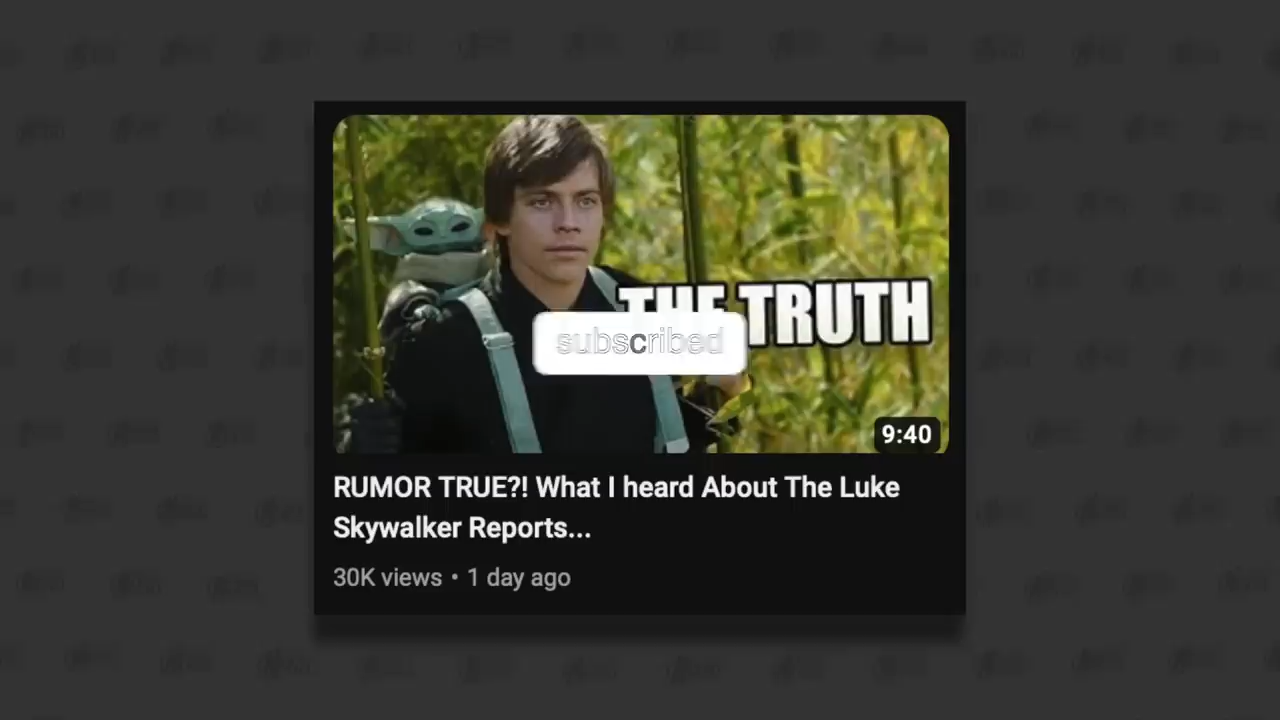 THE TRUTH
subscribed
9:40
RUMOR TRUE?! What I heard About The Luke
Skywalker Reports...
30K views • 1 day ago